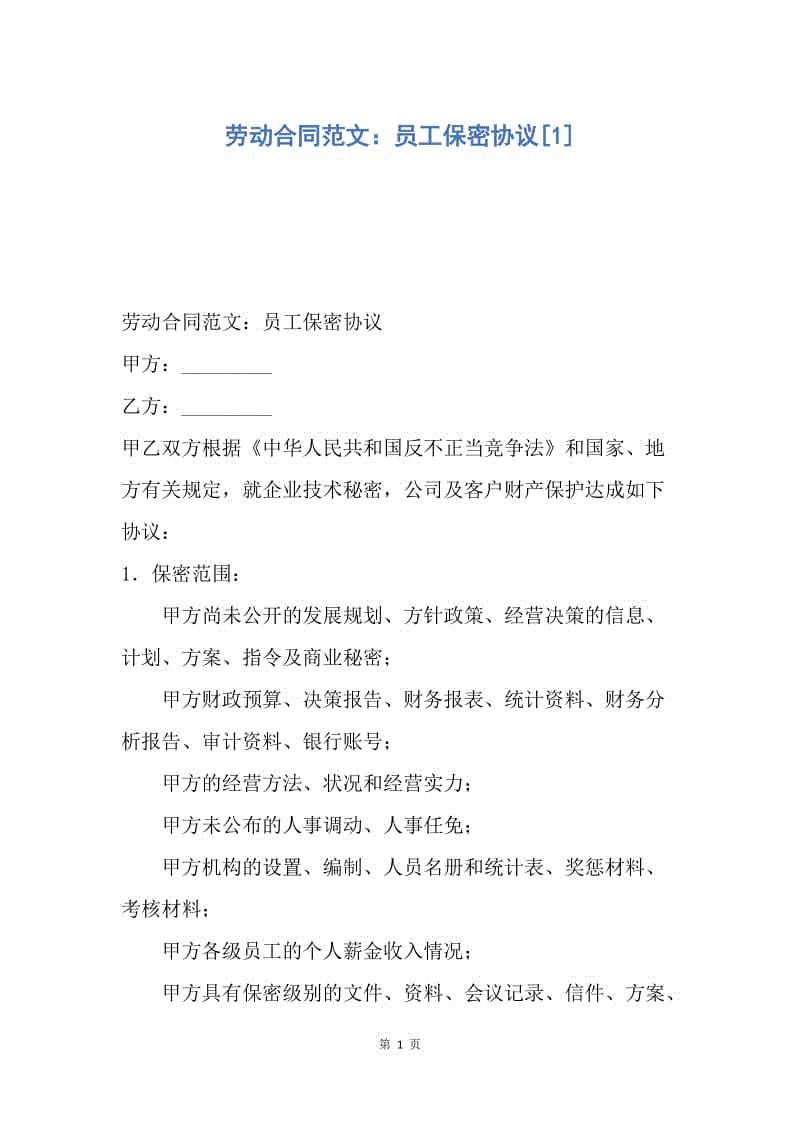 劳动合同范文：员工保密协议[1]
劳动合同范文：员工保密协议
甲方：_________
乙方：_________
甲乙双方根据《中华人民共和国反不正当竞争法》和国家、地
方有关规定，就企业技术秘密，公司及客户财产保护达成如下
协议：
1．保密范围：
甲方尚未公开的发展规划、方针政策、经营决策的信息、
计划、方案、指令及商业秘密；
甲方财政预算、决策报告、财务报表、统计资料、财务分
析报告、审计资料、银行账号；
甲方的经营方法、状况和经营实力；
甲方未公布的人事调动、人事任免；
甲方机构的设置、编制、人员名册和统计表、奖惩材料、
考核材料；
甲方各级员工的个人薪金收入情况；
甲方具有保密级别的文件、资料、会议记录、信件、方案、
第 1 页